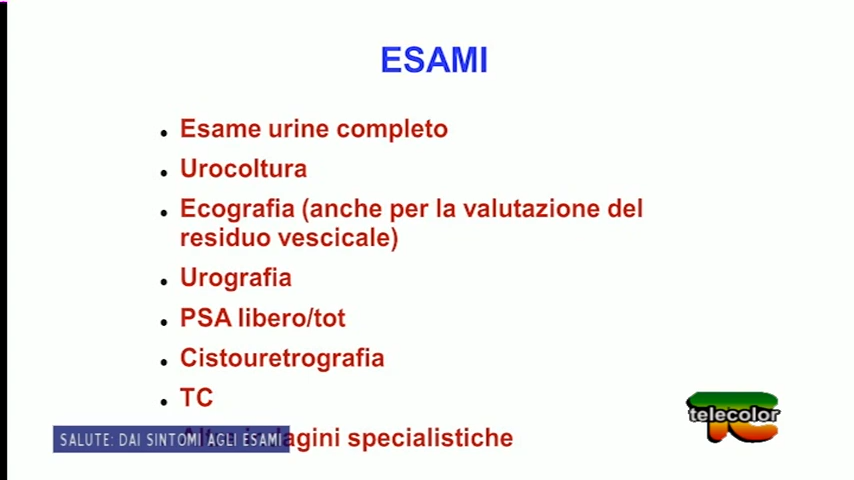 ESAMI
Esame urine completo
Urocoltura
Ecografia (anche per la valutazione del
residuo vescicale)
Urografia
PSA libero/tot
Cistouretrografia
TC
specialistiche
SALUTE: DAI SINTOMI AGLI ESAMI
telecolor
TC